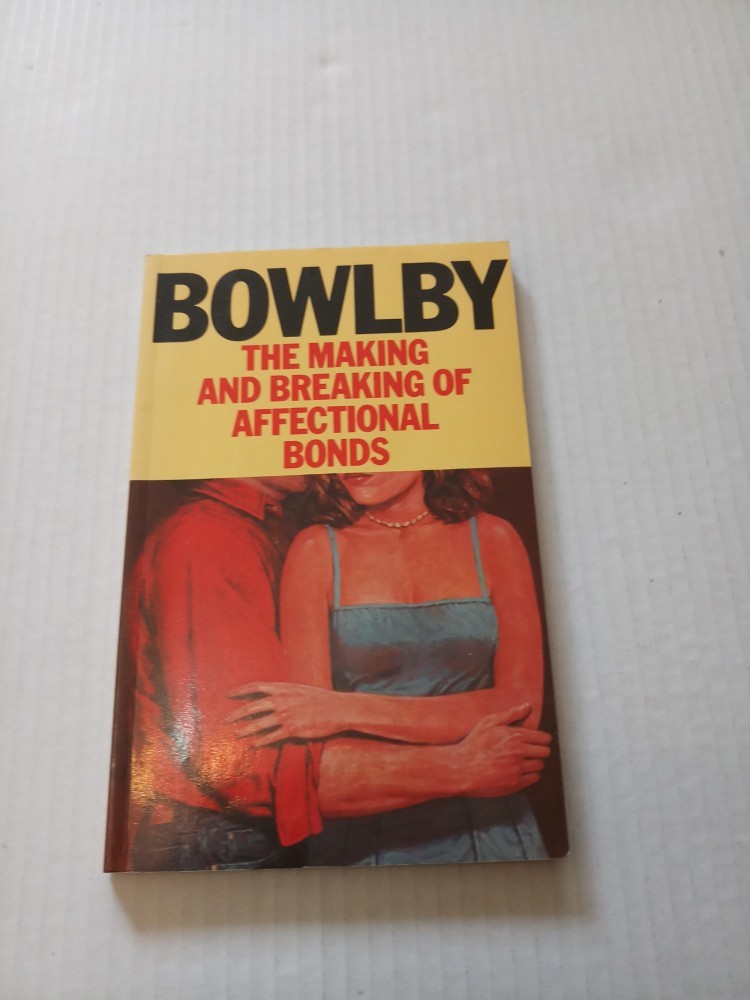 BOWLBY
THE MAKING
AND BREAKING OF
AFFECTIONAL
BONDS